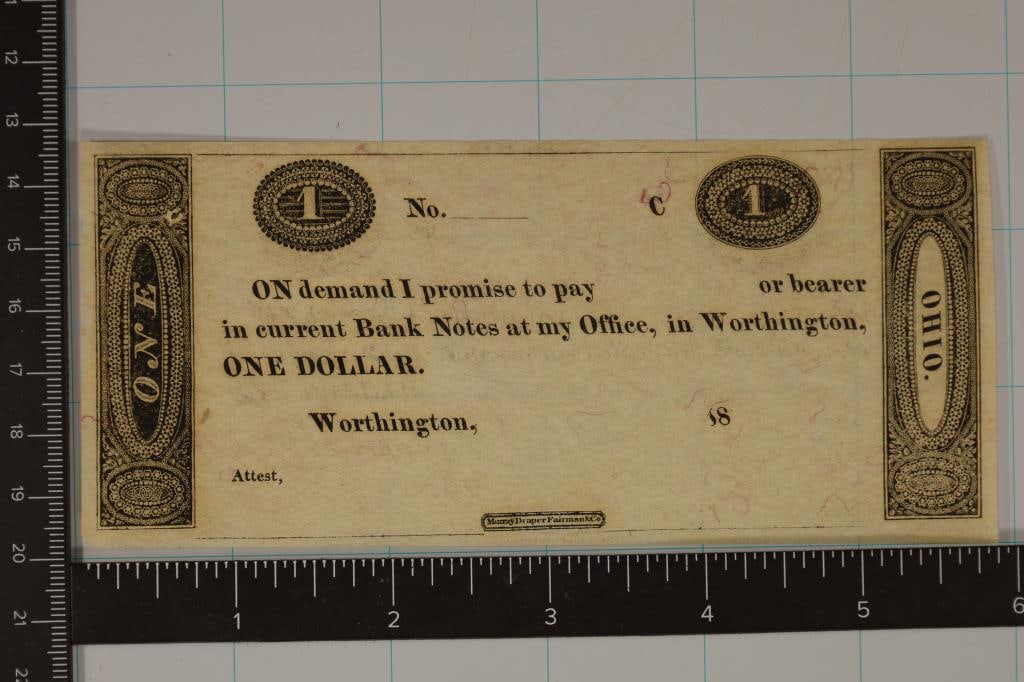 1 No. C 1
ON demand I promise to pay or bearer
in current Bank Notes at my Office, in Worthington,
ONE DOLLAR.
Worthington, 18
Attest,
Murray Draper Fairman & Co
ONE
OHIO.
11
12
13
14
15
16
17
18
19
20
21
22
1 2 3 4 5 6